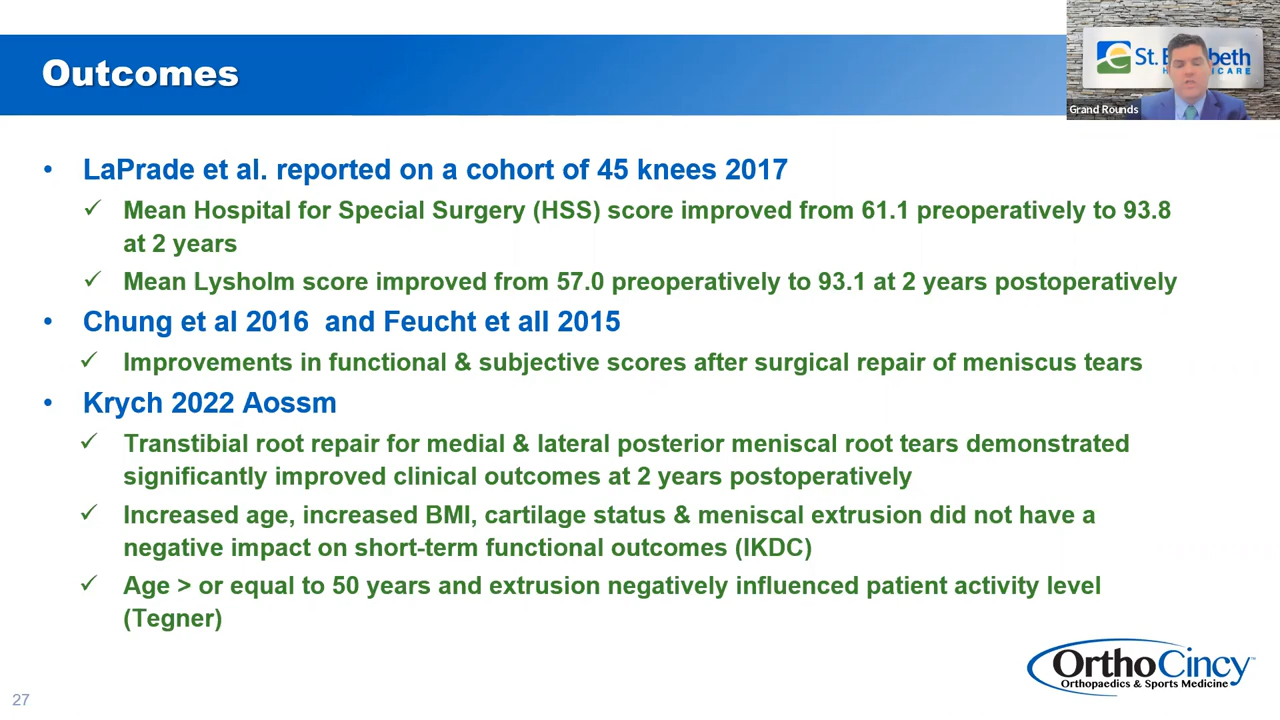 Outcomes
St. E beth
H CARE
Grand Rounds
• LaPrade et al. reported on a cohort of 45 knees 2017
✓ Mean Hospital for Special Surgery (HSS) score improved from 61.1 preoperatively to 93.8
at 2 years
✓ Mean Lysholm score improved from 57.0 preoperatively to 93.1 at 2 years postoperatively
• Chung et al 2016 and Feucht et all 2015
✓ Improvements in functional & subjective scores after surgical repair of meniscus tears
• Krych 2022 Aossm
✓ Transtibial root repair for medial & lateral posterior meniscal root tears demonstrated
significantly improved clinical outcomes at 2 years postoperatively
✓ Increased age, increased BMI, cartilage status & meniscal extrusion did not have a
negative impact on short-term functional outcomes (IKDC)
✓ Age > or equal to 50 years and extrusion negatively influenced patient activity level
(Tegner)
OrthoCincy™
Orthopaedics & Sports Medicine
27